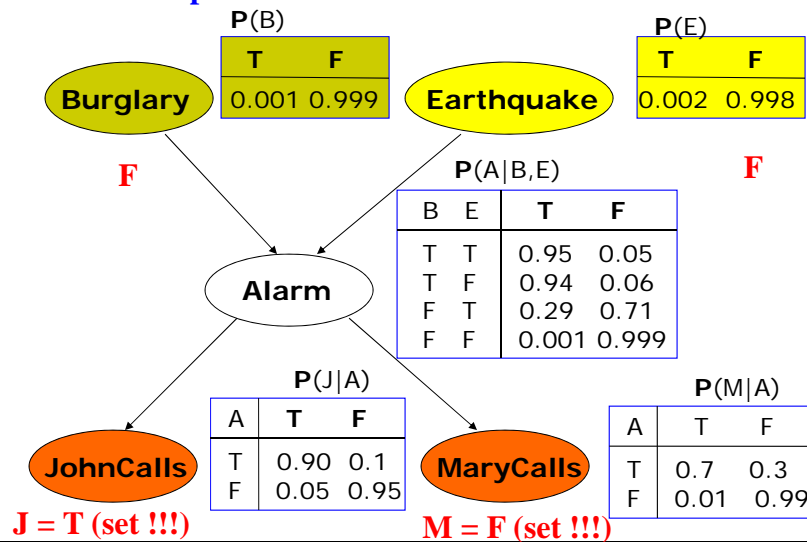 P(B)
T F
0.001 0.999
P(E)
T F
0.002 0.998
Burglary
Earthquake
F
F
P(A|B,E)
B E T F
T T 0.95 0.05
T F 0.94 0.06
F T 0.29 0.71
F F 0.001 0.999
Alarm
P(J|A)
A T F
T 0.90 0.1
F 0.05 0.95
P(M|A)
A T F
T 0.7 0.3
F 0.01 0.99
JohnCalls
MaryCalls
J = T (set !!!)
M = F (set !!!)